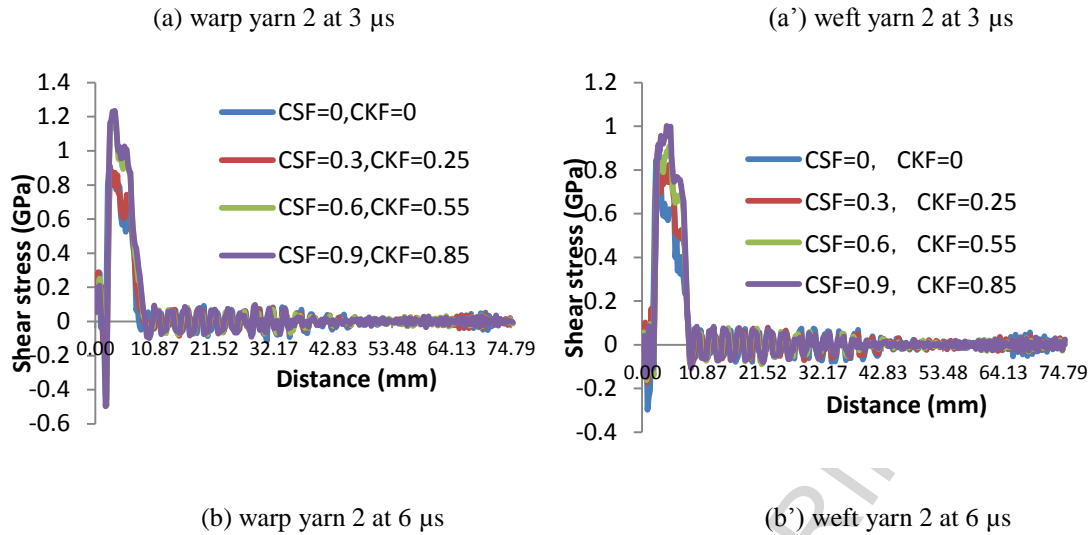 (a) warp yarn 2 at 3 µs
(a’) weft yarn 2 at 3 µs
Shear stress (GPa)
1.4
1.2
1
0.8
0.6
0.4
0.2
0
-0.2
-0.4
-0.6
CSF=0,CKF=0
CSF=0.3,CKF=0.25
CSF=0.6,CKF=0.55
CSF=0.9,CKF=0.85
0.00 10.87 21.52 32.17 42.83 53.48 64.13 74.79
Distance (mm)
Shear stress (GPa)
1.2
1
0.8
0.6
0.4
0.2
0
-0.2
-0.4
CSF=0, CKF=0
CSF=0.3, CKF=0.25
CSF=0.6, CKF=0.55
CSF=0.9, CKF=0.85
0.00 10.87 21.52 32.17 42.83 53.48 64.13 74.79
Distance (mm)
(b) warp yarn 2 at 6 µs
(b’) weft yarn 2 at 6 µs